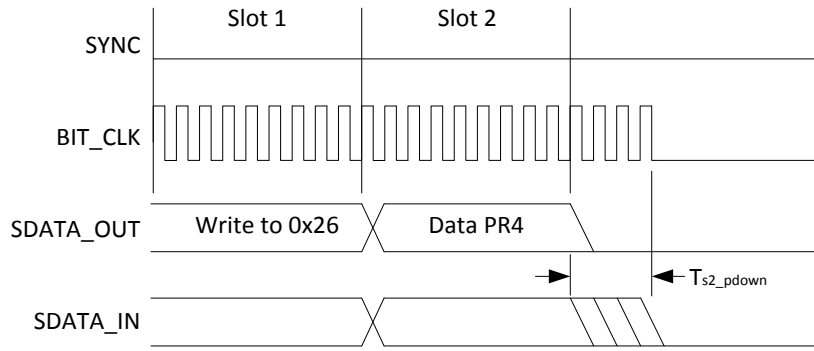 Slot 1 Slot 2
SYNC
BIT_CLK
SDATA_OUT Write to 0x26 Data PR4
Ts2_pdown
SDATA_IN